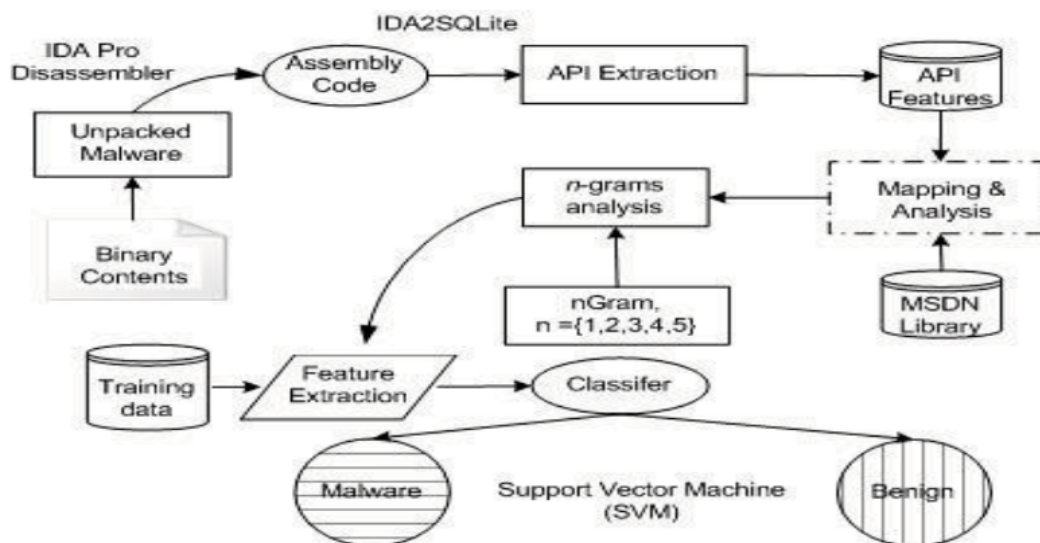 IDA2SQLite
IDA Pro
Disassembler
Assembly
Code
API Extraction
API
Features
Unpacked
Malware
n-grams
analysis
Mapping &
Analysis
Binary
Contents
nGram,
n ={1,2,3,4,5}
MSDN
Library
Training
data
Feature
Extraction
Classifer
Malware
Support Vector Machine
(SVM)
Benign